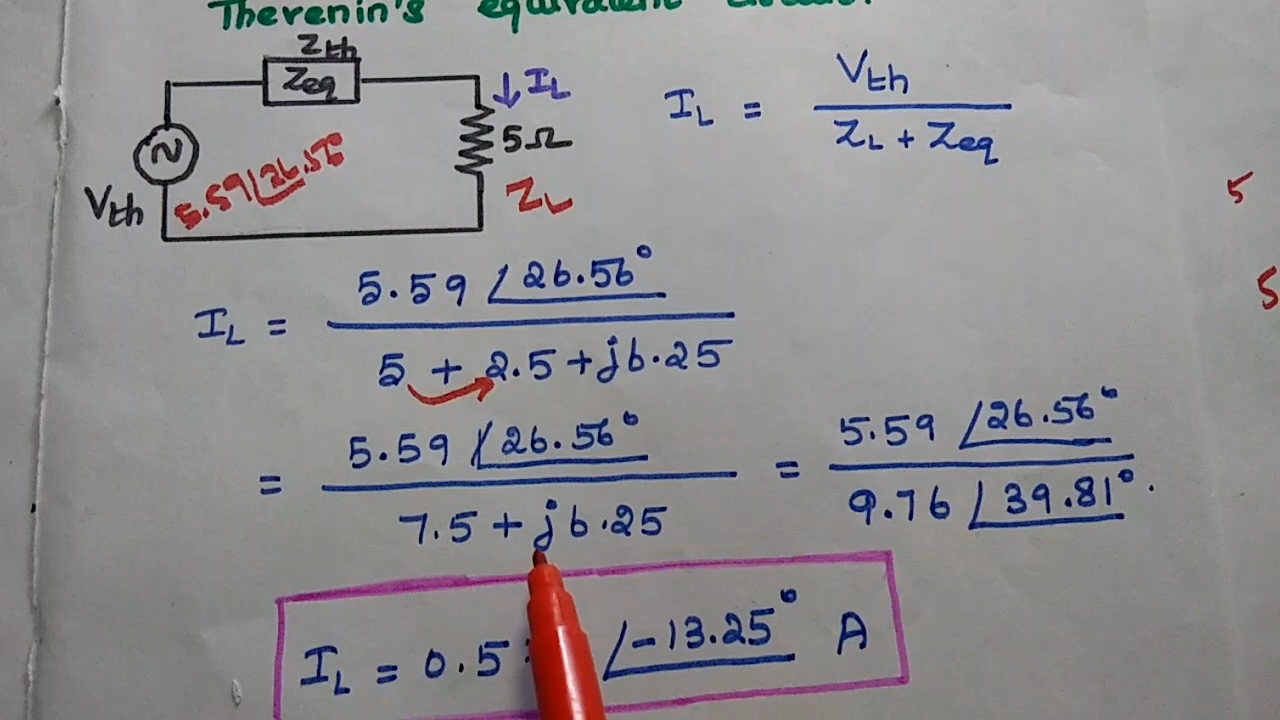 Thevenin's equivalent
Zth
Zeq
↓ IL
5Ω
ZL
Vth
5.59∠26.56
IL = Vth / (ZL + Zeq)
5
5
IL = 5.59 ∠26.56° / (5 + 2.5 + j6.25)
= 5.59 ∠26.56° / (7.5 + j6.25) = 5.59 ∠26.56° / (9.76 ∠39.81°).
IL = 0.5 ∠-13.25° A